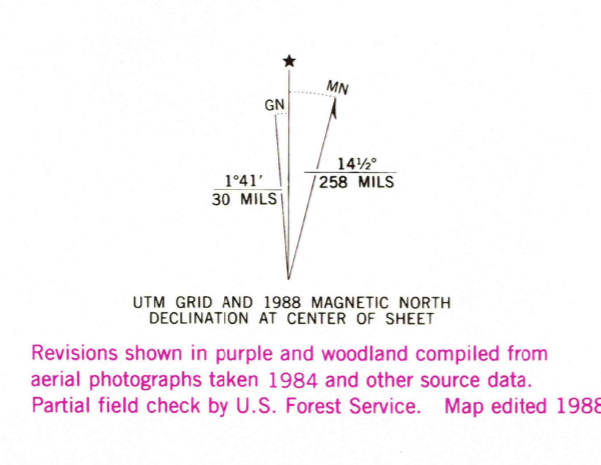 ★
MN
GN
14½°
258 MILS
1°41′
30 MILS
UTM GRID AND 1988 MAGNETIC NORTH
DECLINATION AT CENTER OF SHEET
Revisions shown in purple and woodland compiled from
aerial photographs taken 1984 and other source data.
Partial field check by U.S. Forest Service. Map edited 1988